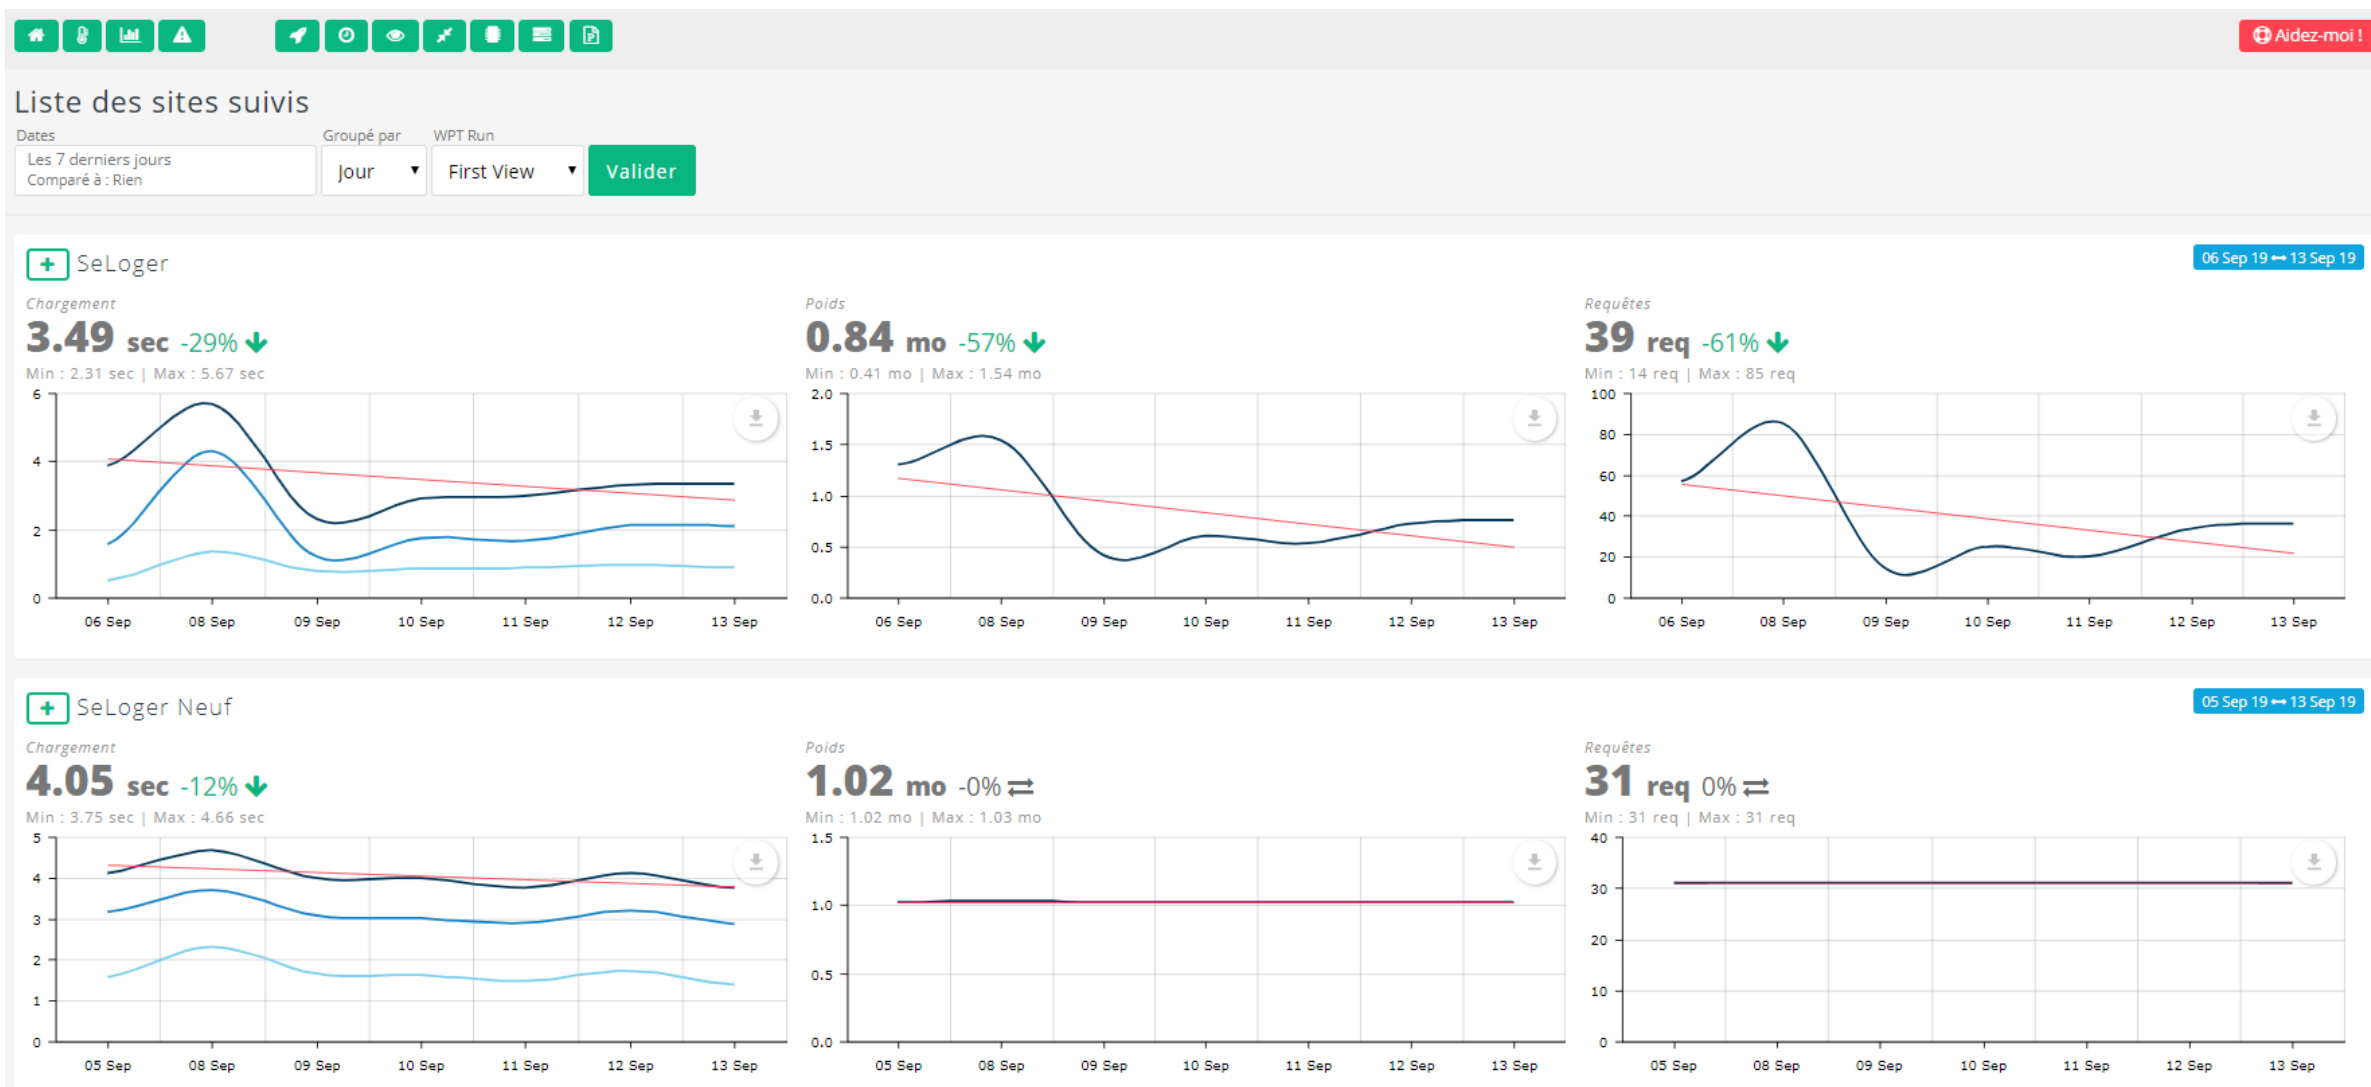 Aidez-moi !
Liste des sites suivis
Dates
Groupé par
WPT Run
Les 7 derniers jours
Comparé à : Rien
Jour
First View
Valider
SeLoger
06 Sep 19 ↔ 13 Sep 19
Chargement
3.49 sec -29%
Min : 2.31 sec | Max : 5.67 sec
6
4
2
0
06 Sep 08 Sep 09 Sep 10 Sep 11 Sep 12 Sep 13 Sep
Poids
0.84 mo -57%
Min : 0.41 mo | Max : 1.54 mo
2.0
1.5
1.0
0.5
0.0
06 Sep 08 Sep 09 Sep 10 Sep 11 Sep 12 Sep 13 Sep
Requêtes
39 req -61%
Min : 14 req | Max : 85 req
100
80
60
40
20
0
06 Sep 08 Sep 09 Sep 10 Sep 11 Sep 12 Sep 13 Sep
SeLoger Neuf
05 Sep 19 ↔ 13 Sep 19
Chargement
4.05 sec -12%
Min : 3.75 sec | Max : 4.66 sec
5
4
3
2
1
0
05 Sep 08 Sep 09 Sep 10 Sep 11 Sep 12 Sep 13 Sep
Poids
1.02 mo -0%
Min : 1.02 mo | Max : 1.03 mo
1.5
1.0
0.5
0.0
05 Sep 08 Sep 09 Sep 10 Sep 11 Sep 12 Sep 13 Sep
Requêtes
31 req 0%
Min : 31 req | Max : 31 req
40
30
20
10
0
05 Sep 08 Sep 09 Sep 10 Sep 11 Sep 12 Sep 13 Sep